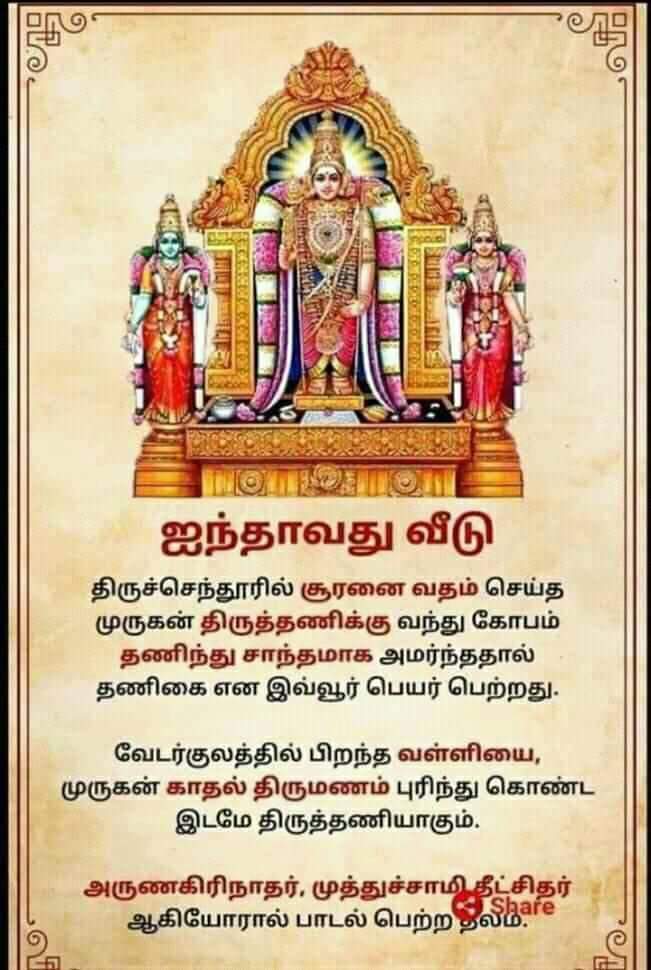 ஐந்தாவது வீடு
திருச்செந்தூரில் சூரனை வதம் செய்த
முருகன் திருத்தணிக்கு வந்து கோபம்
தணிந்து சாந்தமாக அமர்ந்ததால்
தணிகை என இவ்வூர் பெயர் பெற்றது.
வேடர்குலத்தில் பிறந்த வள்ளியை,
முருகன் காதல் திருமணம் புரிந்து கொண்ட
இடமே திருத்தணியாகும்.
அருணகிரிநாதர், முத்துச்சாமி தீட்சிதர்
ஆகியோரால் பாடல் பெற்ற தலம்.
Share